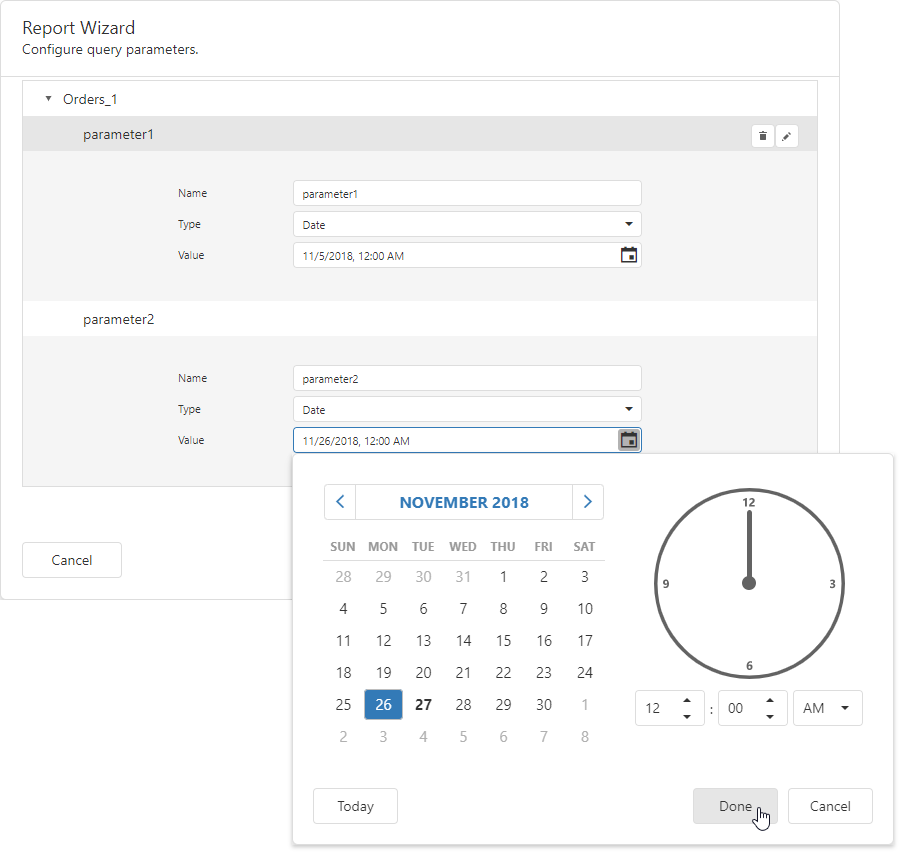 Report Wizard
Configure query parameters.
Orders_1
parameter1
Name parameter1
Type Date
Value 11/5/2018, 12:00 AM
parameter2
Name parameter2
Type Date
Value 11/26/2018, 12:00 AM
Cancel
NOVEMBER 2018
SUN MON TUE WED THU FRI SAT
28 29 30 31 1 2 3
4 5 6 7 8 9 10
11 12 13 14 15 16 17
18 19 20 21 22 23 24
25 26 27 28 29 30 1
2 3 4 5 6 7 8
12
9 3
6
12 : 00 AM
Today Done Cancel